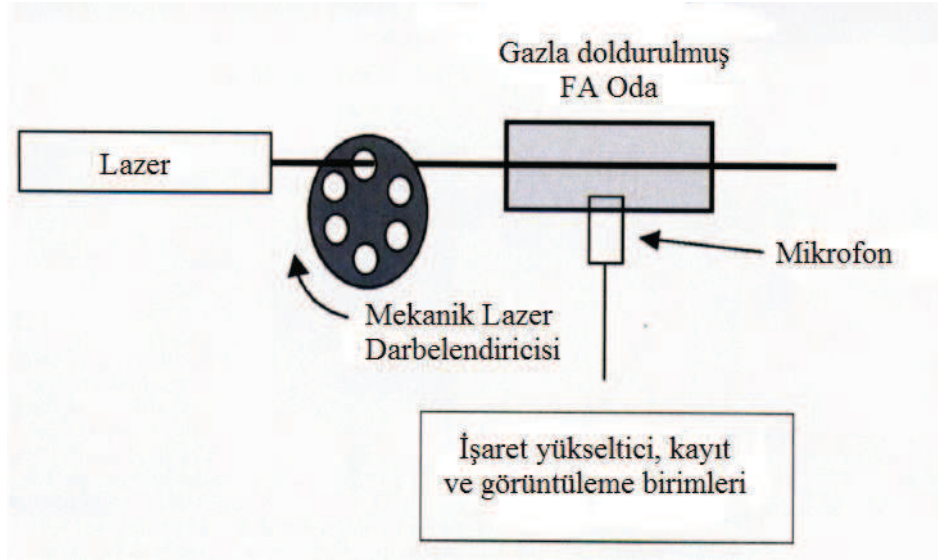 Gazla doldurulmuş
FA Oda
Lazer
Mikrofon
Mekanik Lazer
Darbelendiricisi
İşaret yükseltici, kayıt
ve görüntüleme birimleri